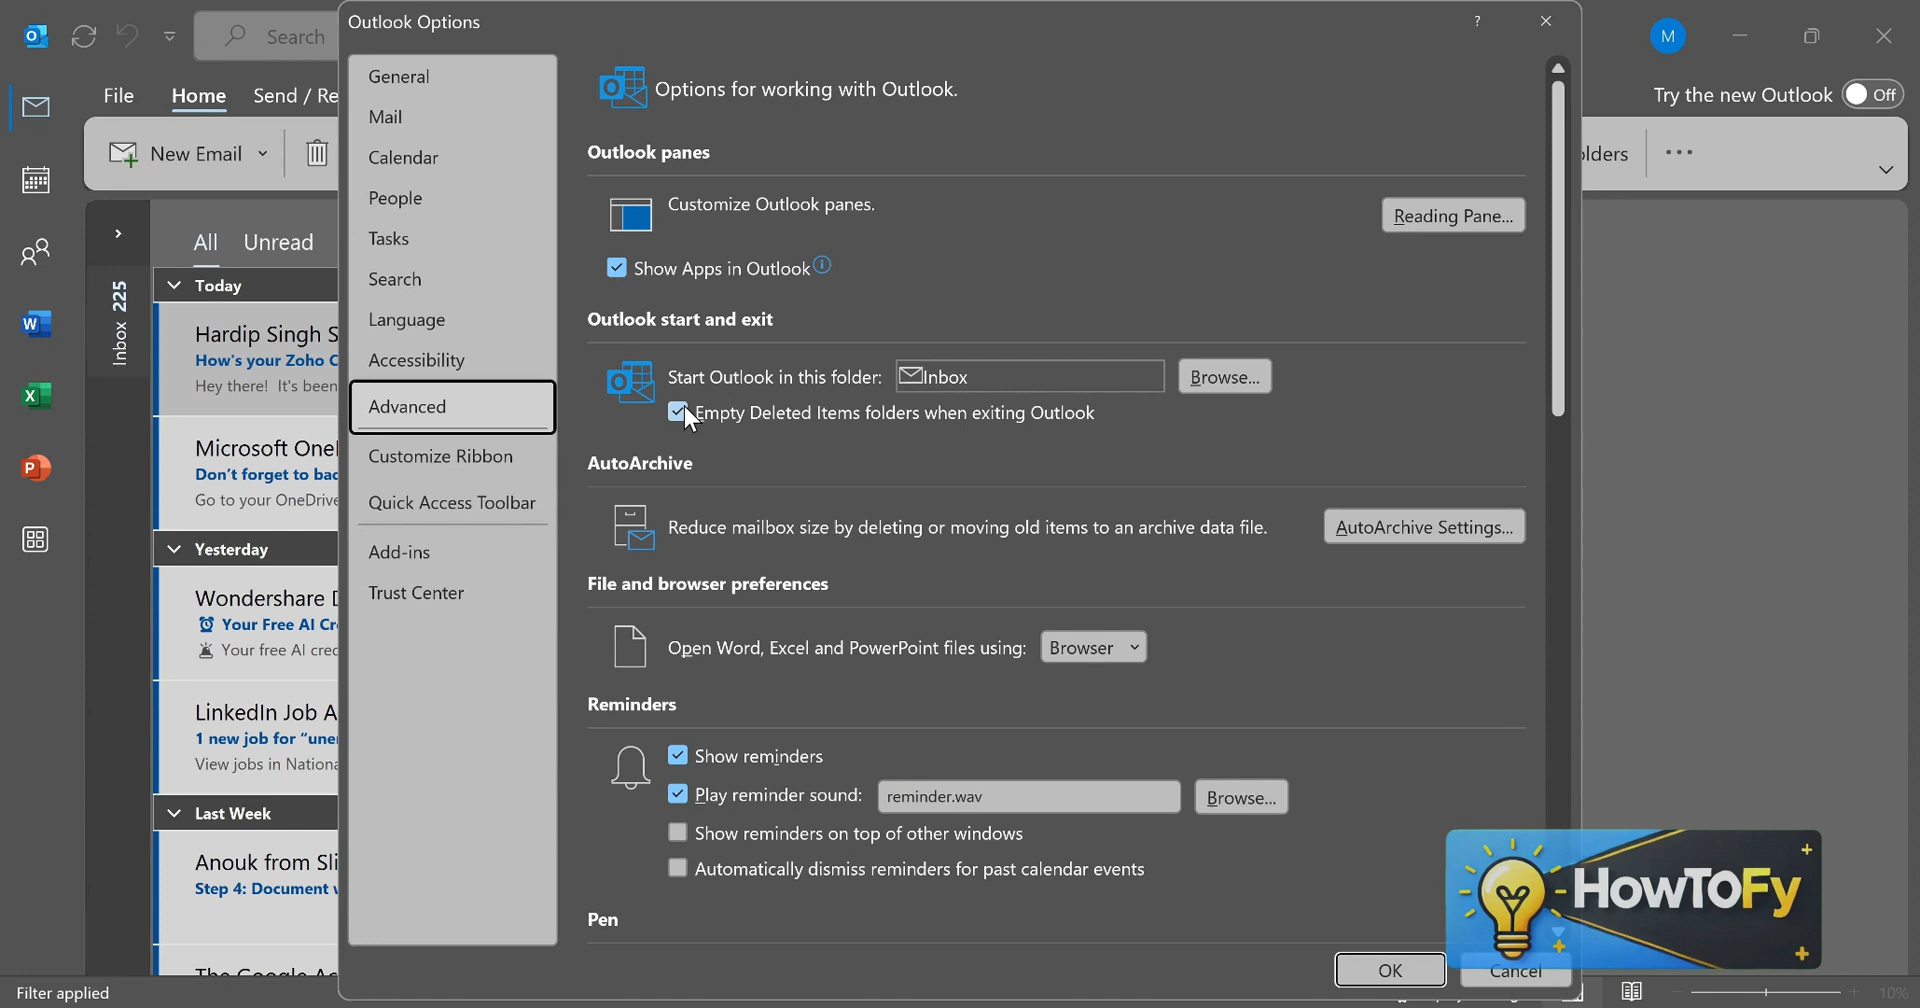 Outlook Options
?
Search
M
File
Home
Send / Re
Try the new Outlook
Off
New Email
lders
...
All
Unread
Inbox 225
Today
Hardip Singh S
How's your Zoho C
Hey there! It's been
Microsoft Onel
Don't forget to bac
Go to your OneDrive
Yesterday
Wondershare
Your Free AI Cr
Your free AI cred
LinkedIn Job A
1 new job for "une
View jobs in Nationa
Last Week
Anouk from Sli
Step 4: Document
The Google Ac
Filter applied
General
Mail
Calendar
People
Tasks
Search
Language
Accessibility
Advanced
Customize Ribbon
Quick Access Toolbar
Add-ins
Trust Center
Options for working with Outlook.
Outlook panes
Customize Outlook panes.
Reading Pane...
Show Apps in Outlook
Outlook start and exit
Start Outlook in this folder:
Inbox
Browse...
Empty Deleted Items folders when exiting Outlook
AutoArchive
Reduce mailbox size by deleting or moving old items to an archive data file.
AutoArchive Settings...
File and browser preferences
Open Word, Excel and PowerPoint files using:
Browser
Reminders
Show reminders
Play reminder sound:
reminder.wav
Browse...
Show reminders on top of other windows
Automatically dismiss reminders for past calendar events
Pen
HowTOFy
OK
Cancel
10%